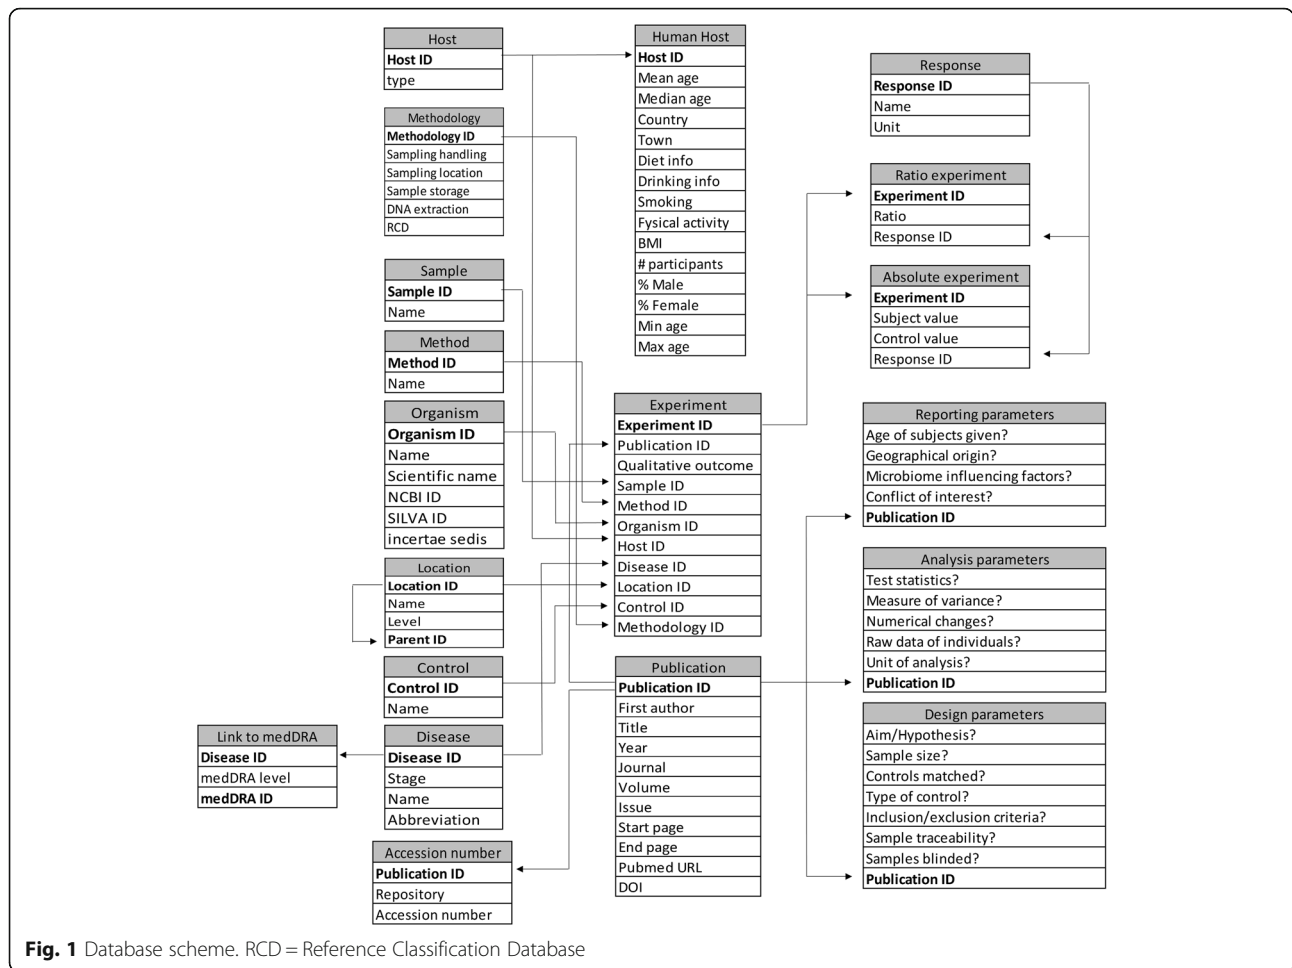 Host
Host ID
type
Methodology
Methodology ID
Sampling handling
Sampling location
Sample storage
DNA extraction
RCD
Sample
Sample ID
Name
Method
Method ID
Name
Organism
Organism ID
Name
Scientific name
NCBI ID
SILVA ID
incertae sedis
Location
Location ID
Name
Level
Parent ID
Control
Control ID
Name
Link to medDRA
Disease ID
medDRA level
medDRA ID
Disease
Disease ID
Stage
Name
Abbreviation
Accession number
Publication ID
Repository
Accession number
Human Host
Host ID
Mean age
Median age
Country
Town
Diet info
Drinking info
Smoking
Fysical activity
BMI
# participants
% Male
% Female
Min age
Max age
Experiment
Experiment ID
Publication ID
Qualitative outcome
Sample ID
Method ID
Organism ID
Host ID
Disease ID
Location ID
Control ID
Methodology ID
Publication
Publication ID
First author
Title
Year
Journal
Volume
Issue
Start page
End page
Pubmed URL
DOI
Response
Response ID
Name
Unit
Ratio experiment
Experiment ID
Ratio
Response ID
Absolute experiment
Experiment ID
Subject value
Control value
Response ID
Reporting parameters
Age of subjects given?
Geographical origin?
Microbiome influencing factors?
Conflict of interest?
Publication ID
Analysis parameters
Test statistics?
Measure of variance?
Numerical changes?
Raw data of individuals?
Unit of analysis?
Publication ID
Design parameters
Aim/Hypothesis?
Sample size?
Controls matched?
Type of control?
Inclusion/exclusion criteria?
Sample traceability?
Samples blinded?
Publication ID
Fig. 1 Database scheme. RCD = Reference Classification Database